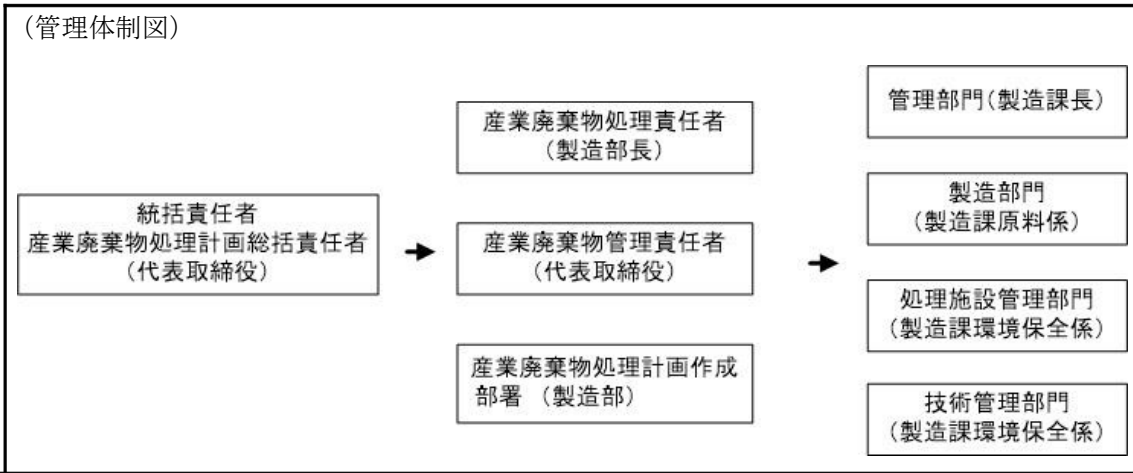 (管理体制図)
統括責任者
産業廃棄物処理計画総括責任者
(代表取締役)
産業廃棄物処理責任者
(製造部長)
産業廃棄物管理責任者
(代表取締役)
産業廃棄物処理計画作成
部署 (製造部)
管理部門(製造課長)
製造部門
(製造課原料係)
処理施設管理部門
(製造課環境保全係)
技術管理部門
(製造課環境保全係)